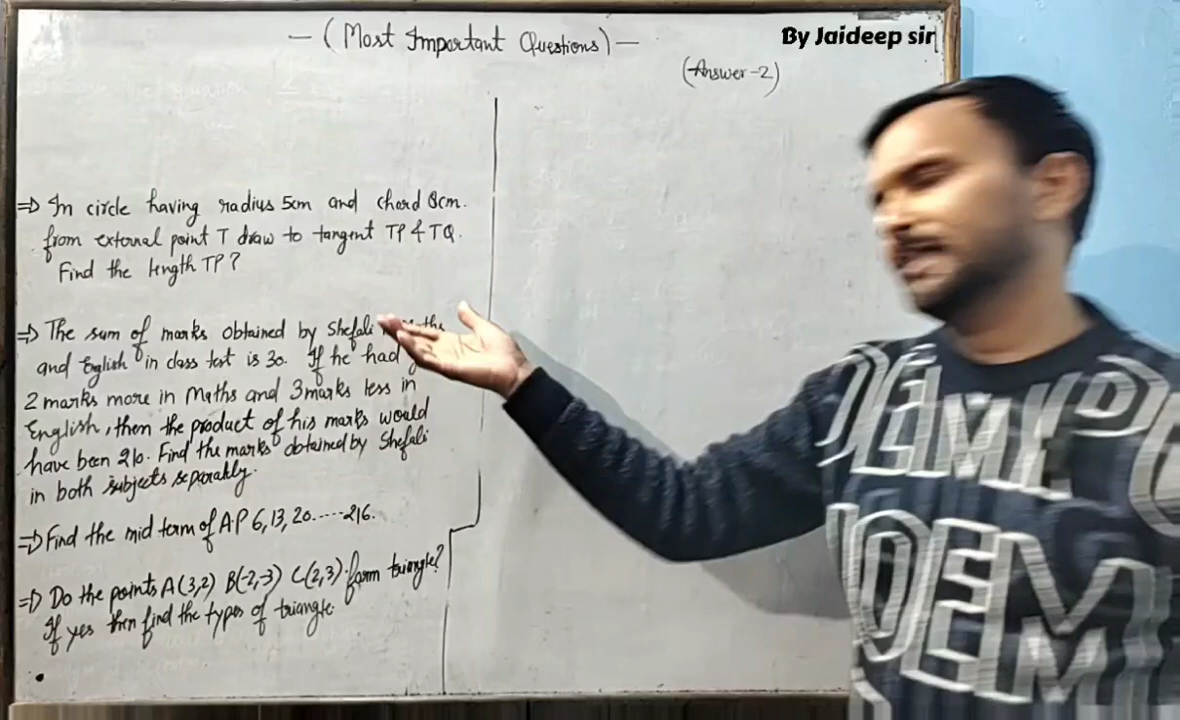 — (Most Important Questions) —
By Jaideep sir
(Answer-2)
⇒ In circle having radius 5cm and chord 8cm.
from external point T draw to tangent TP & TQ.
Find the length TP?
⇒ The sum of marks obtained by Shefali
and English in class test is 30. If he had
2 marks more in Maths and 3 marks less in
English, then the product of his marks would
have been 210. Find the marks obtained by Shefali
in both subjects separately.
⇒ Find the mid term of A.P 6, 13, 20.....216.
⇒ Do the points A(3,2) B(-2,-3) C(2,3) form triangle?
If yes then find the types of triangle.